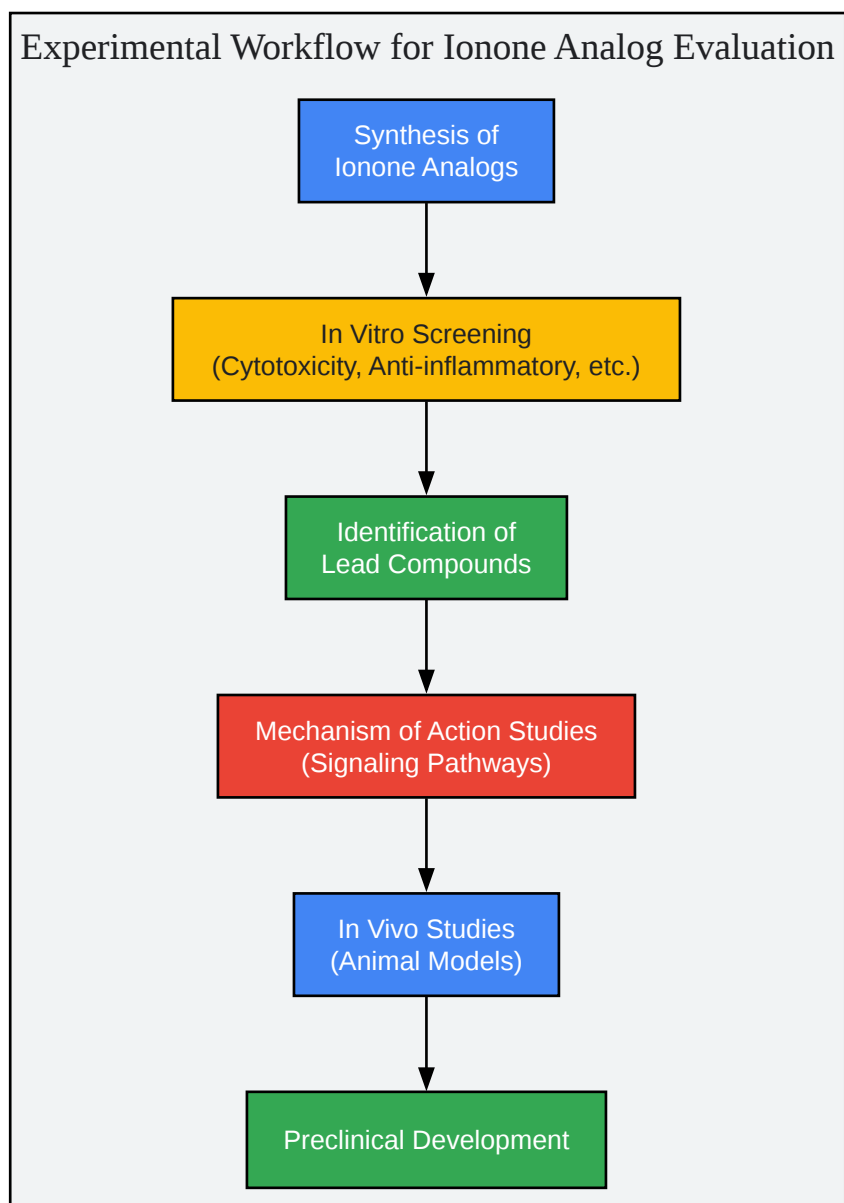 Experimental Workflow for Ionone Analog Evaluation
Synthesis of
Ionone Analogs
In Vitro Screening
(Cytotoxicity, Anti-inflammatory, etc.)
Identification of
Lead Compounds
Mechanism of Action Studies
(Signaling Pathways)
In Vivo Studies
(Animal Models)
Preclinical Development